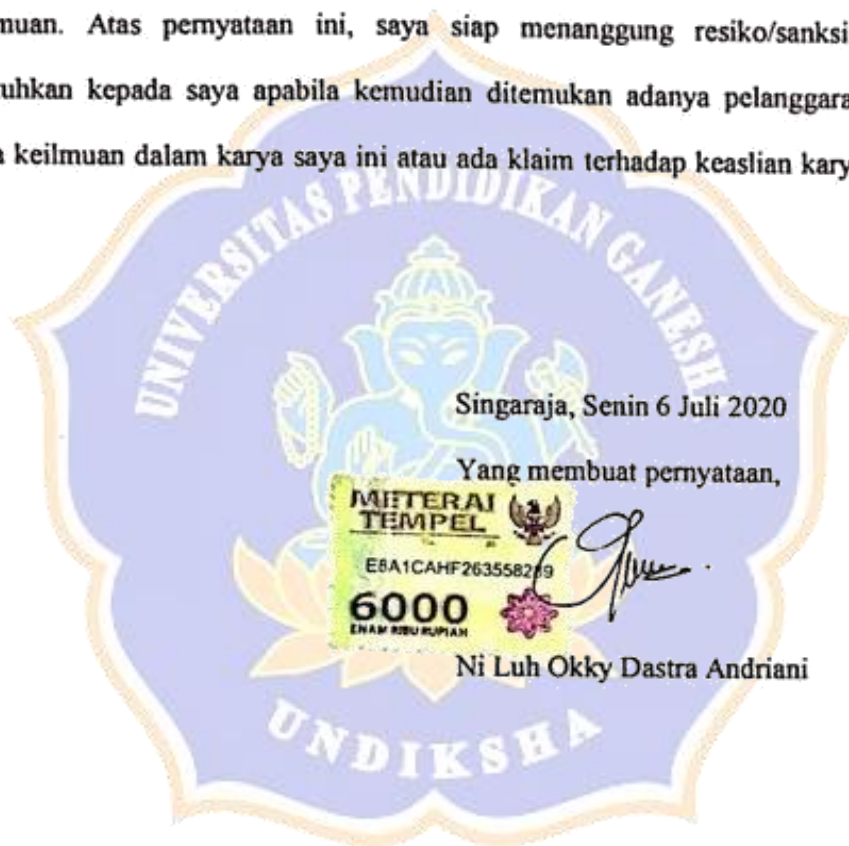 muan. Atas pernyataan ini, saya siap menanggung resiko/sanksi
uhkan kepada saya apabila kemudian ditemukan adanya pelanggara
keilmuan dalam karya saya ini atau ada klaim terhadap keaslian kary
UNIVERSITAS PENDIDIKAN GANESH
Singaraja, Senin 6 Juli 2020
Yang membuat pernyataan,
METERAI
TEMPEL
6000
ENAM RIBU RUPIAH
Ni Luh Okky Dastra Andriani
UNDIKSHA